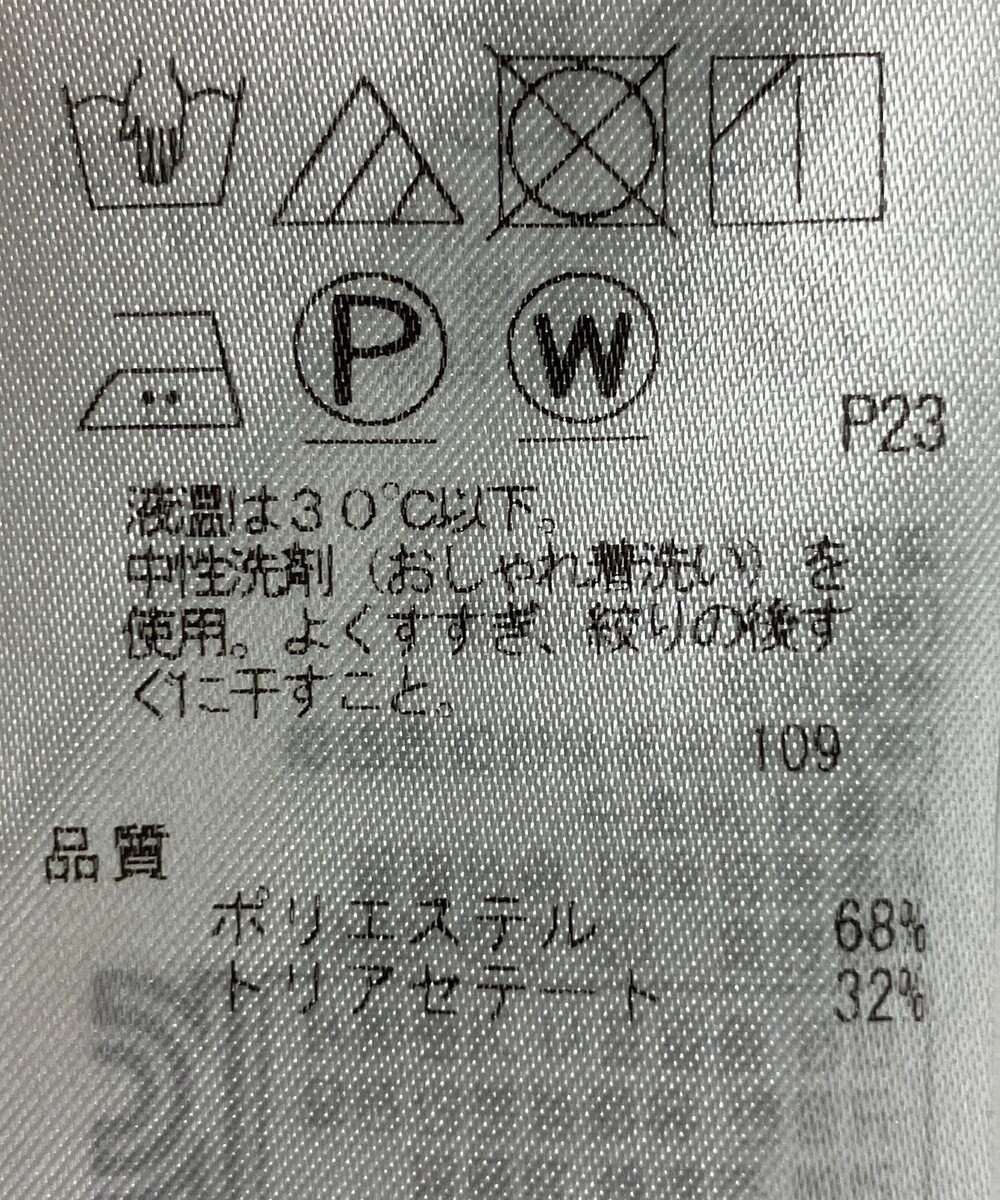 P W
P23
液温は30℃以下。
中性洗剤（おしゃれ着洗い）を
使用。よくすすぎ、絞りの後す
ぐに干すこと。
109
品質
ポリエステル 68%
トリアセテート 32%